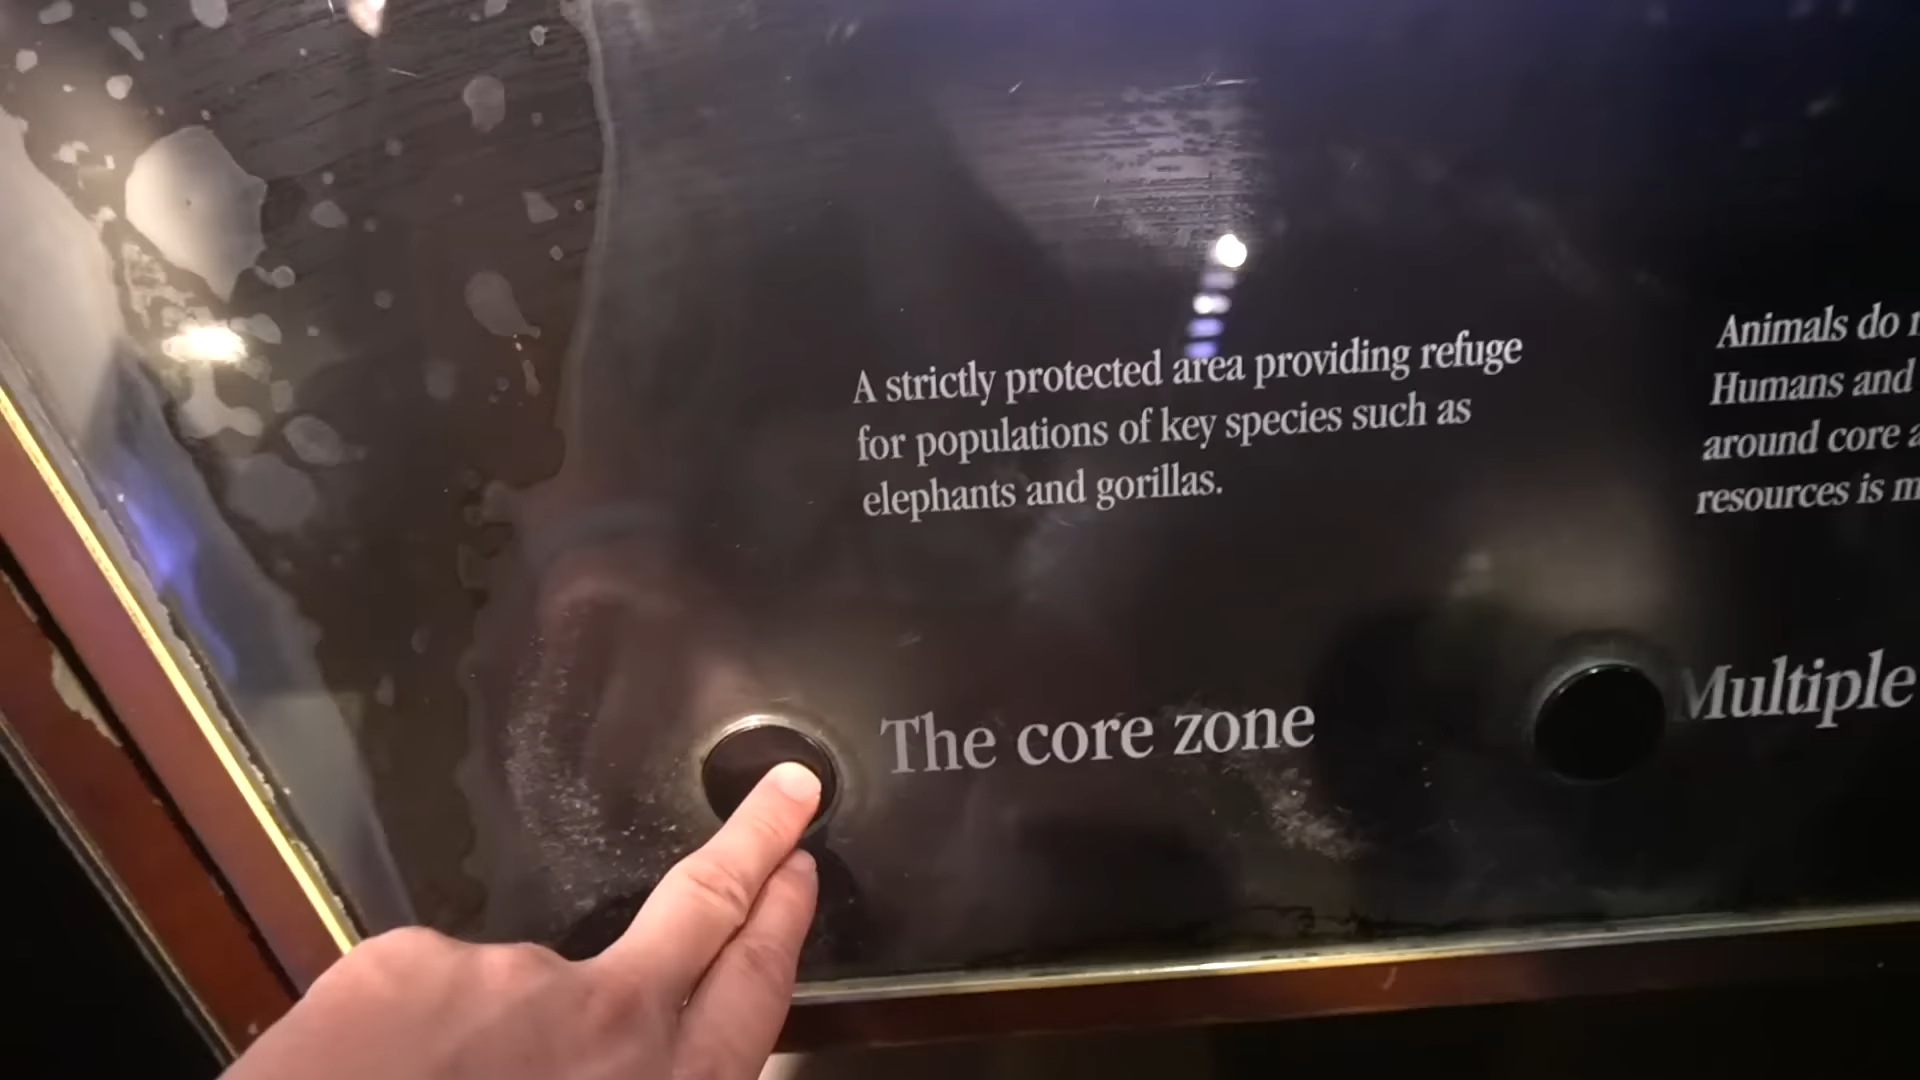 A strictly protected area providing refuge
for populations of key species such as
elephants and gorillas.
The core zone
Animals do
Humans and
around core
resources is
Multiple